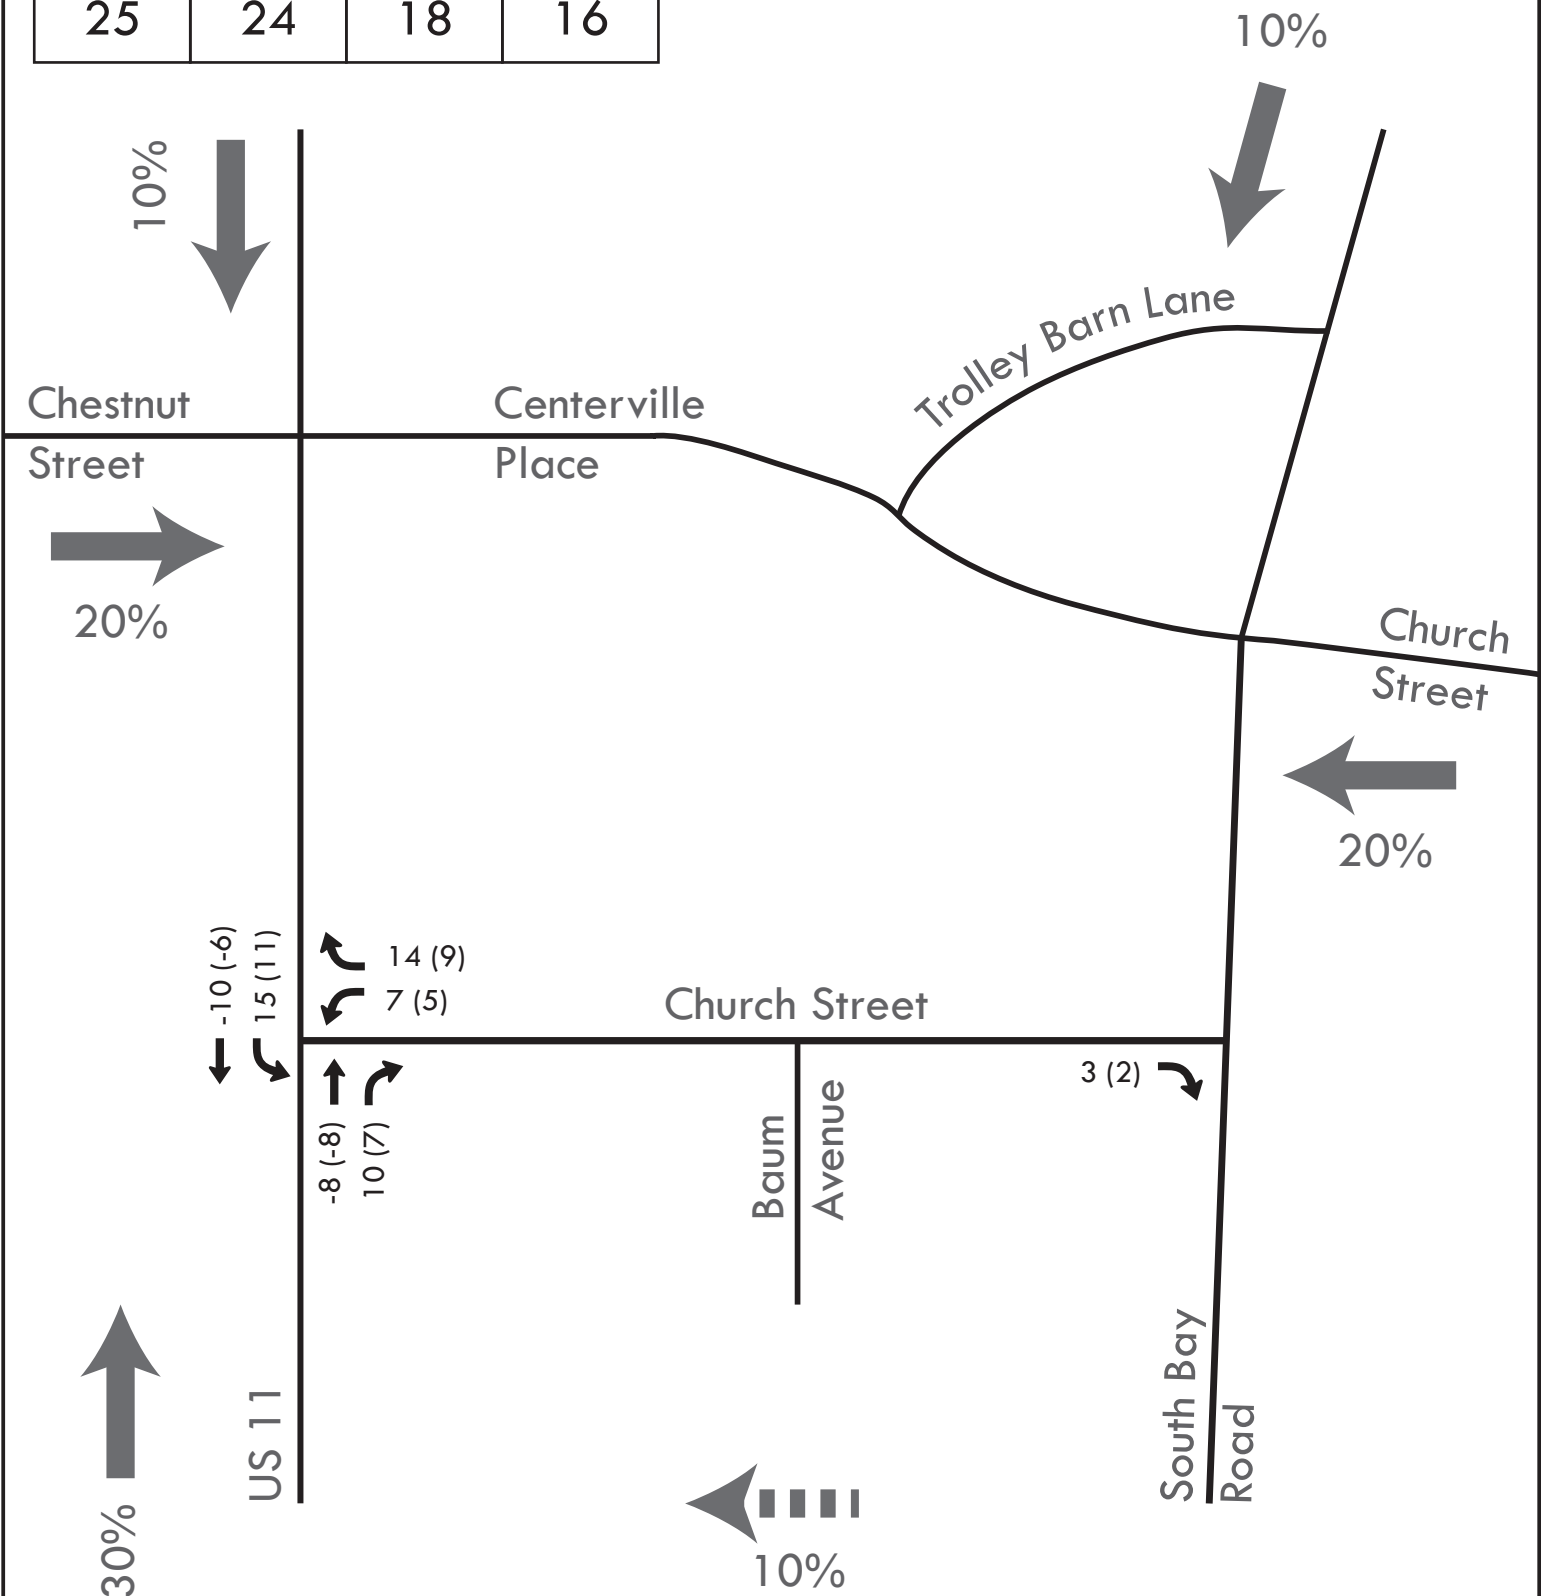 25 24 18 16
10%
10%
Trolley Barn Lane
Chestnut
Street
Centerville
Place
20%
Church
Street
20%
-10 (-6)
15 (11)
14 (9)
7 (5)
Church Street
3 (2)
-8 (-8)
10 (7)
Baum
Avenue
US 11
South Bay
Road
30%
10%